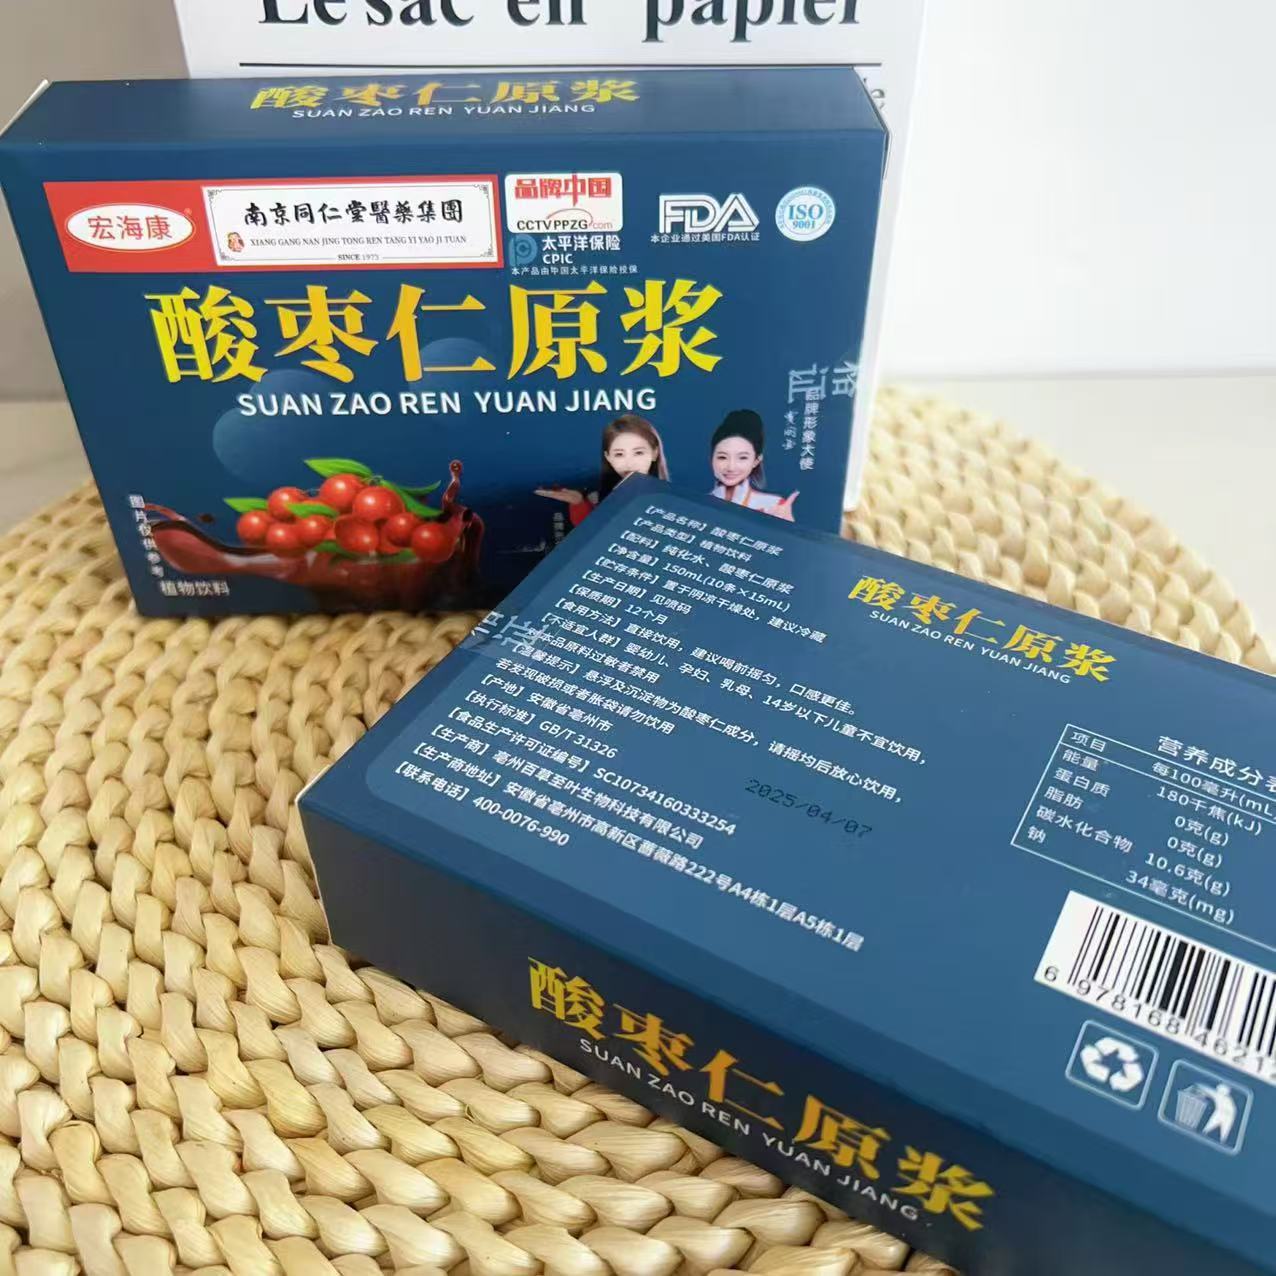 Le sac en papier
酸枣仁原浆
SUAN ZAO REN YUAN JIANG
宏海康
南京同仁堂醫藥集團
XIANG GANG NAN JING TONG REN TANG YI YAO JI TUAN
SINCE 1973
品牌中国
CCTVPPZG.com
太平洋保险
CPIC
本产品由中国太平洋保险投保
FDA
本企业通过美国FDA认证
ISO
9001
酸枣仁原浆
SUAN ZAO REN YUAN JIANG
品牌形象大使
图片仅供参考
植物饮料
【产品名称】酸枣仁原浆
【产品类型】植物饮料
【配料】纯化水、酸枣仁原浆
【净含量】150mL(10条×15mL)
【贮存条件】置于阴凉干燥处，建议冷藏
【生产日期】见喷码
【保质期】12个月
【食用方法】直接饮用，建议喝前摇匀，口感更佳。
【不适宜人群】婴幼儿、孕妇、乳母、14岁以下儿童不宜饮用，
本品原料过敏者禁用
【温馨提示】悬浮及沉淀物为酸枣仁成分，请摇均后放心饮用，
若发现破损或者胀袋请勿饮用
【产地】安徽省亳州市
【执行标准】GB/T 31326
【食品生产许可证编号】SC10734160333254
【生产商】亳州百草至叶生物科技有限公司
【生产商地址】安徽省亳州市高新区蔷薇路222号A4栋1层A5栋1层
【联系电话】400-0076-990
2025/04/07
酸枣仁原浆
SUAN ZAO REN YUAN JIANG
营养成分表
项目 每100毫升(mL
能量 180千焦(kJ)
蛋白质 0克(g)
脂肪 0克(g)
碳水化合物 10.6克(g)
钠 34毫克(mg)
6 978168 46212
酸枣仁原浆
SUAN ZAO REN YUAN JIANG